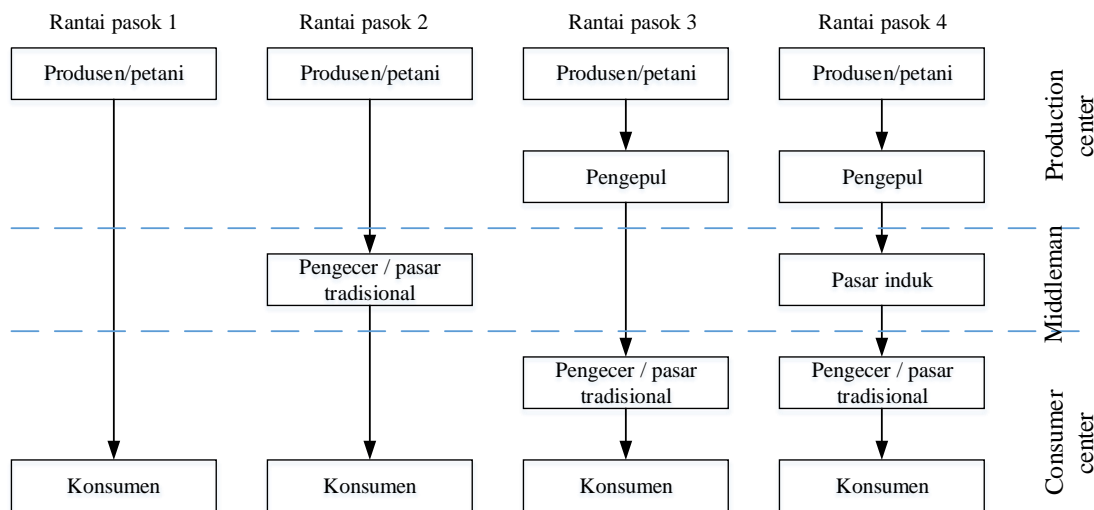 Rantai pasok 1
Rantai pasok 2
Rantai pasok 3
Rantai pasok 4
Produsen/petani
Produsen/petani
Produsen/petani
Produsen/petani
Production
center
Pengepul
Pengepul
Pengecer / pasar
tradisional
Pasar induk
Middleman
Pengecer / pasar
tradisional
Pengecer / pasar
tradisional
Consumer
center
Konsumen
Konsumen
Konsumen
Konsumen